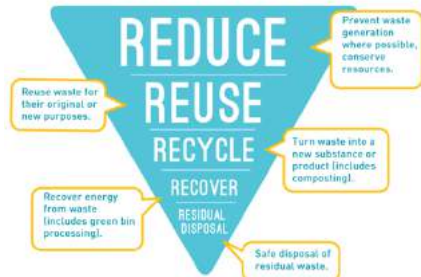 REDUCE
Prevent waste
generation
where possible,
conserve
resources.
Reuse waste for
their original or
new purposes.
REUSE
RECYCLE
Turn waste into a
new substance or
product (includes
composting).
Recover energy
from waste
(includes green bin
processing).
RECOVER
RESIDUAL
DISPOSAL
Safe disposal of
residual waste.